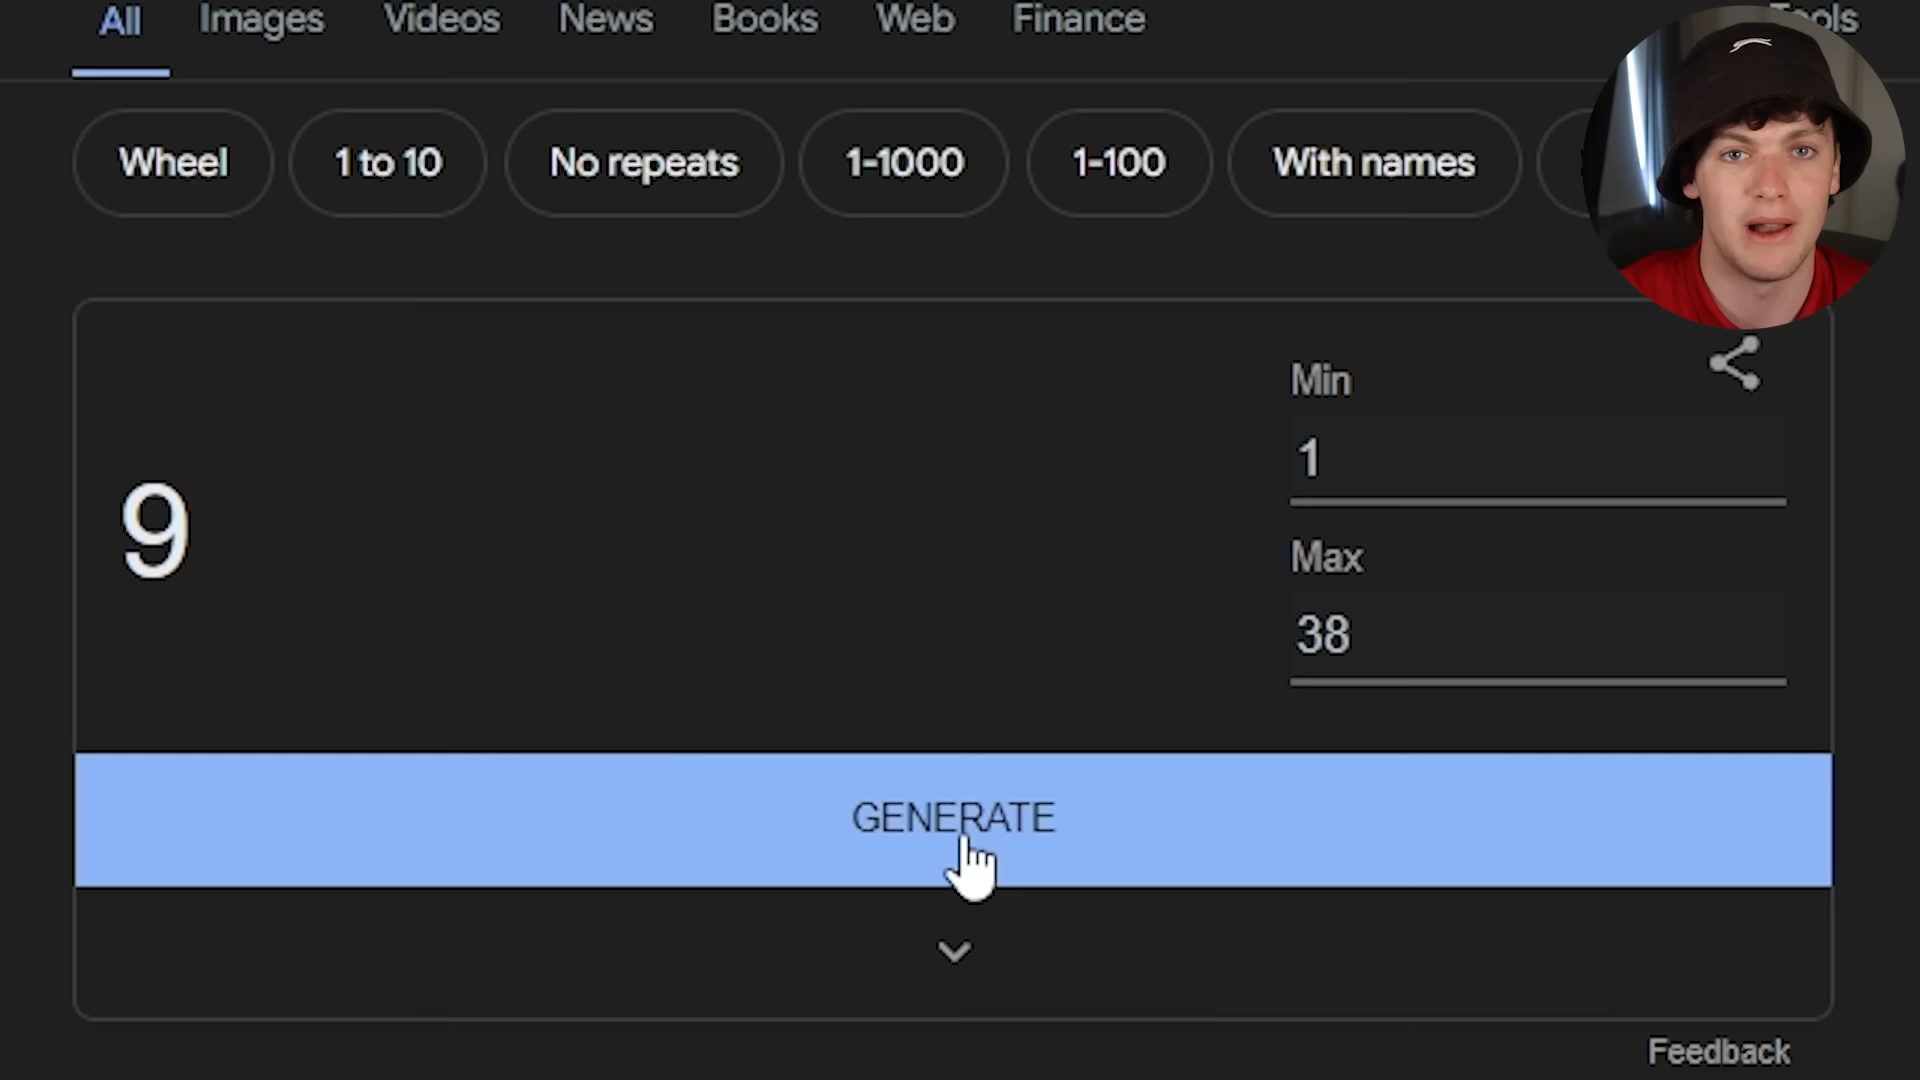 All Images Videos News Books Web Finance Tools
Wheel 1 to 10 No repeats 1-1000 1-100 With names
Min
1
9
Max
38
GENERATE
Feedback